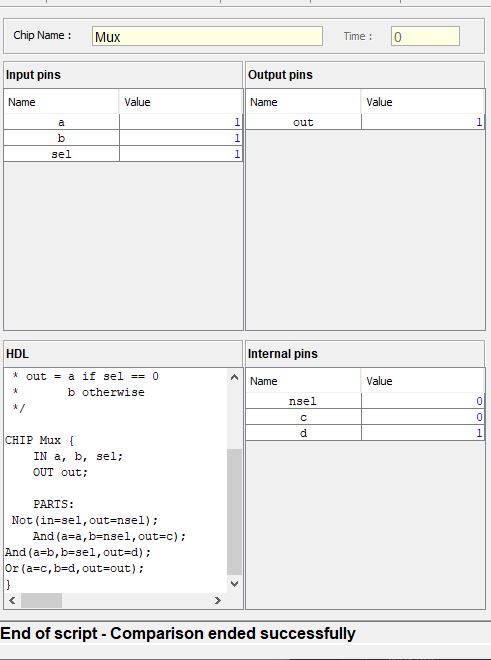 Chip Name : Mux Time : 0
Input pins Output pins
Name Value Name Value
a 1 out 1
b 1
sel 1
HDL Internal pins
* out = a if sel == 0 Name Value
* b otherwise nsel 0
*/ c 0
d 1
CHIP Mux {
IN a, b, sel;
OUT out;
PARTS:
Not(in=sel,out=nsel);
And(a=a,b=nsel,out=c);
And(a=b,b=sel,out=d);
Or(a=c,b=d,out=out);
}
End of script - Comparison ended successfully